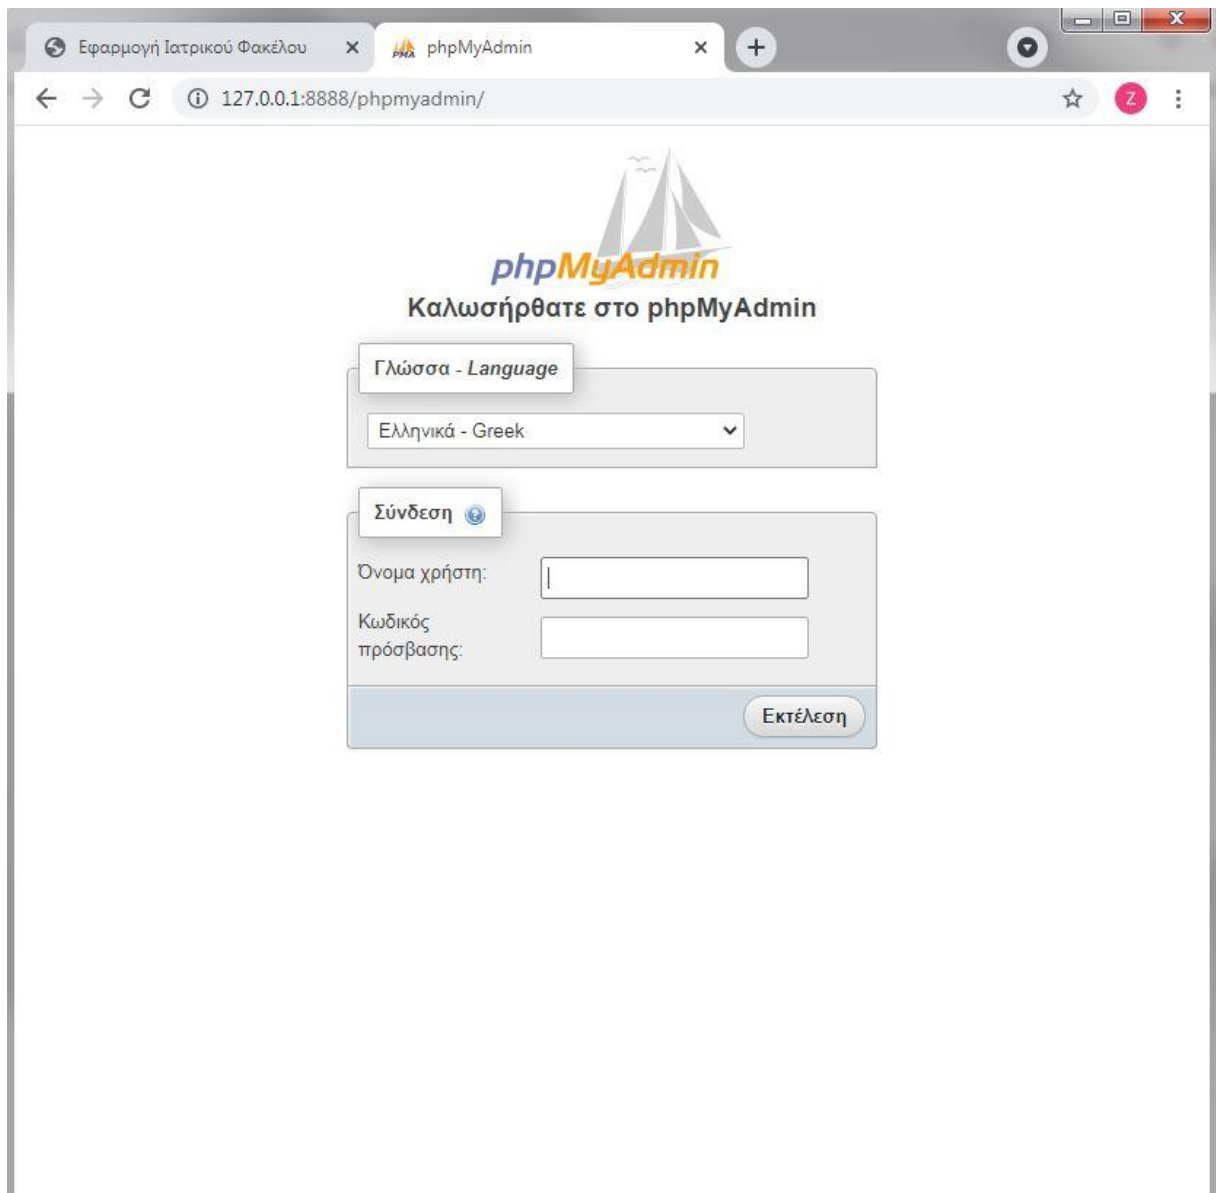 Εφαρμογή Ιατρικού Φακέλου
PMA phpMyAdmin
127.0.0.1:8888/phpmyadmin/
Z
phpMyAdmin
Καλωσήρθατε στο phpMyAdmin
Γλώσσα - Language
Ελληνικά - Greek
Σύνδεση
Όνομα χρήστη:
Κωδικός
πρόσβασης:
Εκτέλεση